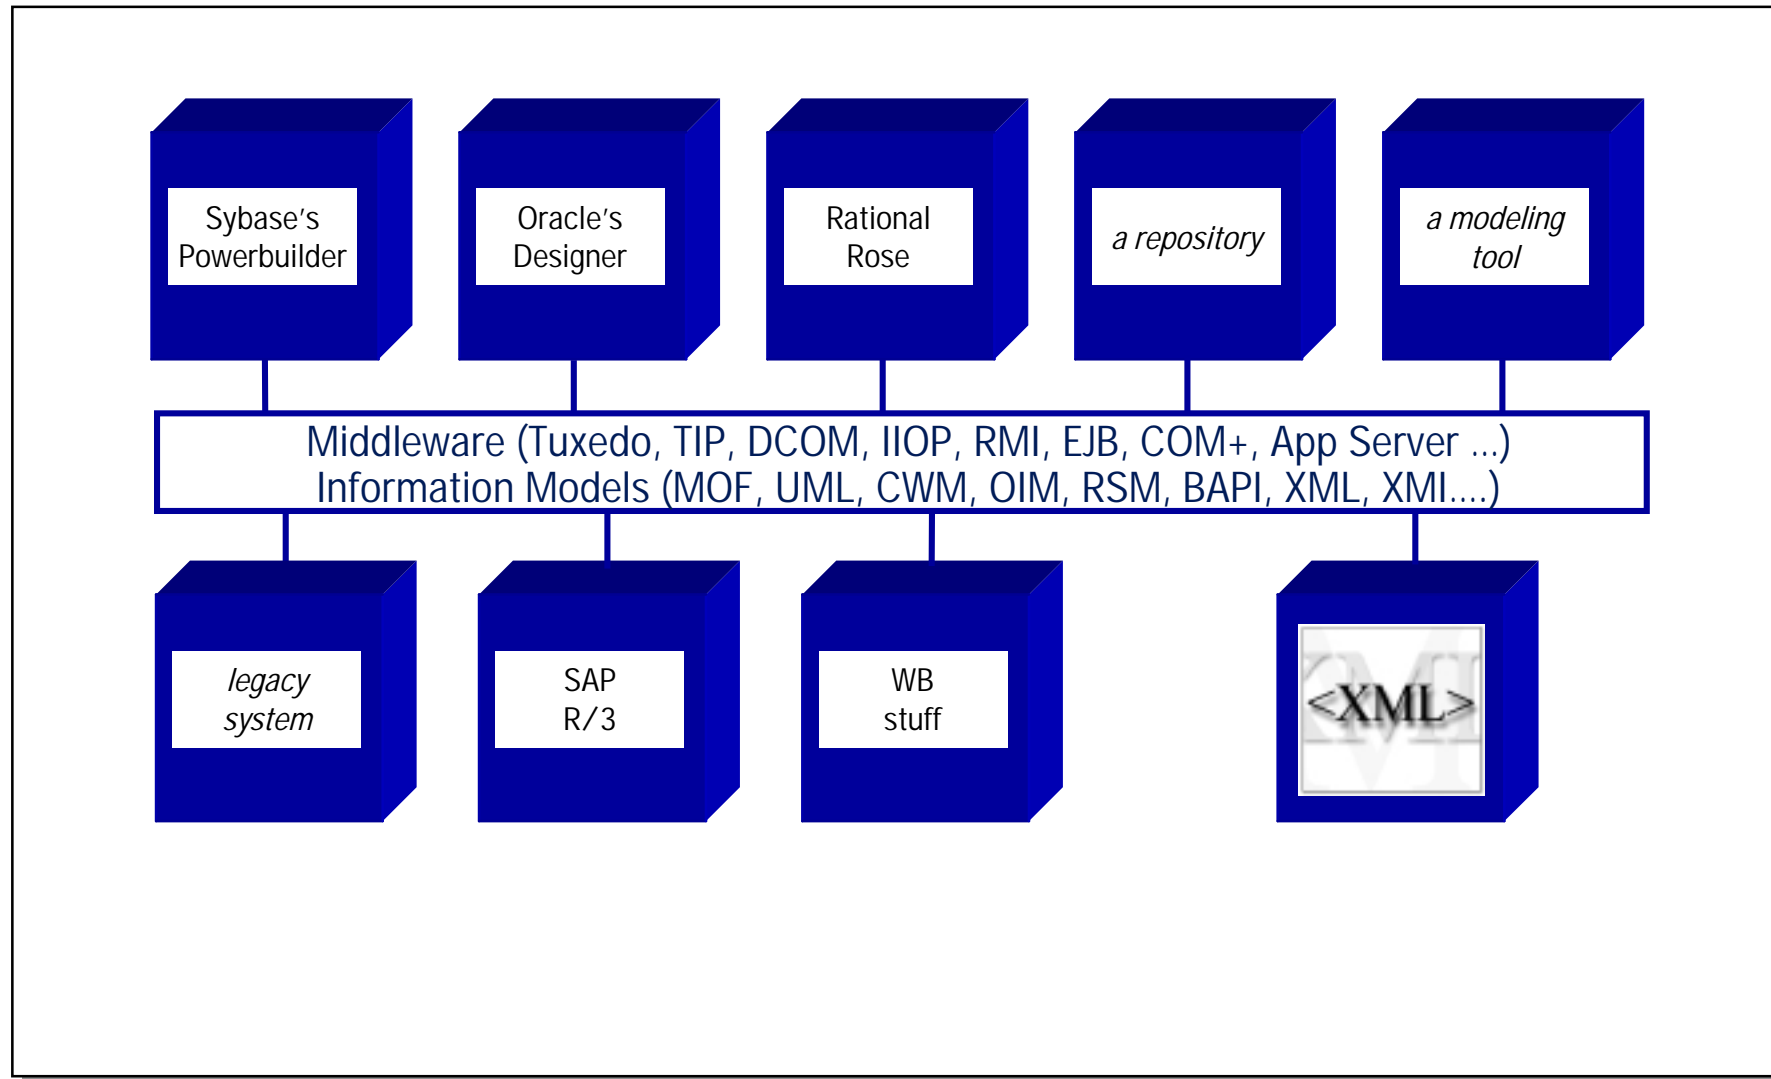 Sybase's
Powerbuilder
Oracle's
Designer
Rational
Rose
a repository
a modeling
tool
Middleware (Tuxedo, TIP, DCOM, IIOP, RMI, EJB, COM+, App Server ...)
Information Models (MOF, UML, CWM, OIM, RSM, BAPI, XML, XMI....)
legacy
system
SAP
R/3
WB
stuff
<XML>